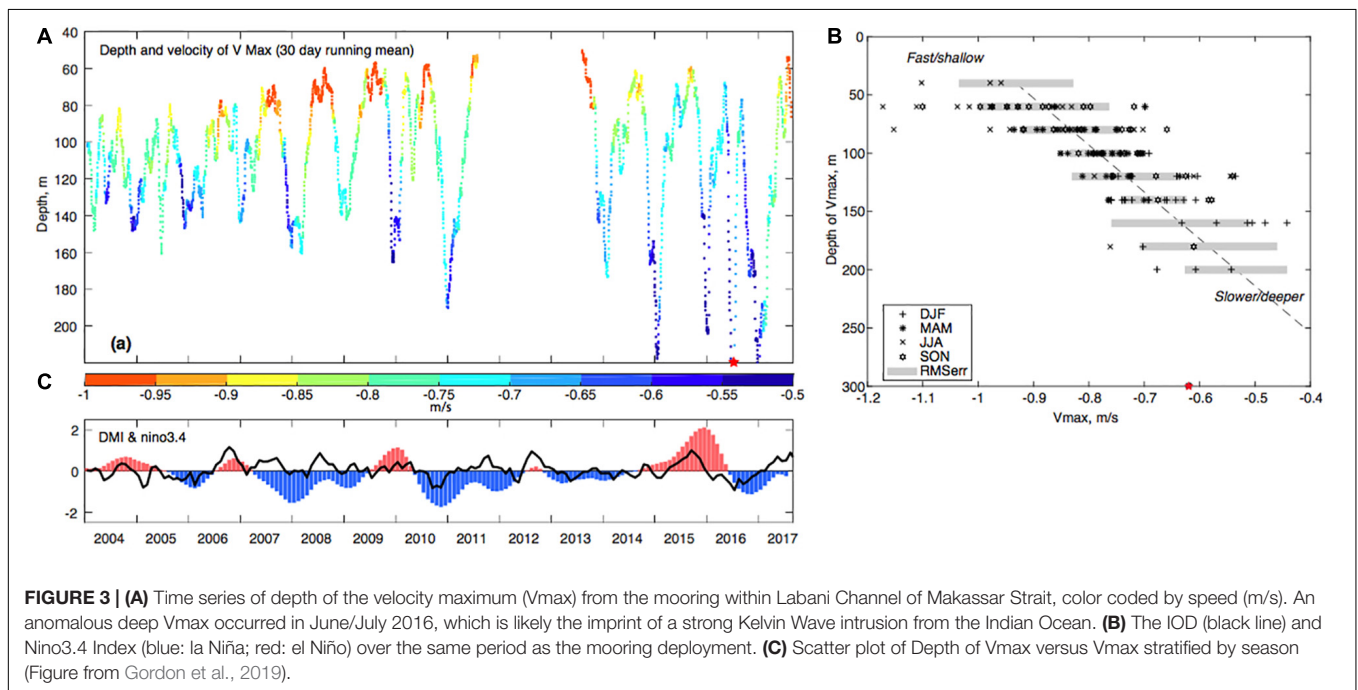 A
Depth and velocity of V Max (30 day running mean)
40
60
80
100
120
140
160
180
200
Depth, m
(a)
C
-1 -0.95 -0.9 -0.85 -0.8 -0.75 -0.7 -0.65 -0.6 -0.55 -0.5
m/s
DMI & nino3.4
2
0
-2
2004 2005 2006 2007 2008 2009 2010 2011 2012 2013 2014 2015 2016 2017
B
0
50
100
150
200
250
300
Depth of Vmax, m
Fast/shallow
Slower/deeper
DJF
MAM
JJA
SON
RMSerr
-1.2 -1.1 -1 -0.9 -0.8 -0.7 -0.6 -0.5 -0.4
Vmax, m/s
FIGURE 3 | (A) Time series of depth of the velocity maximum (Vmax) from the mooring within Labani Channel of Makassar Strait, color coded by speed (m/s). An
anomalous deep Vmax occurred in June/July 2016, which is likely the imprint of a strong Kelvin Wave intrusion from the Indian Ocean. (B) The IOD (black line) and
Nino3.4 Index (blue: la Niña; red: el Niño) over the same period as the mooring deployment. (C) Scatter plot of Depth of Vmax versus Vmax stratified by season
(Figure from Gordon et al., 2019).